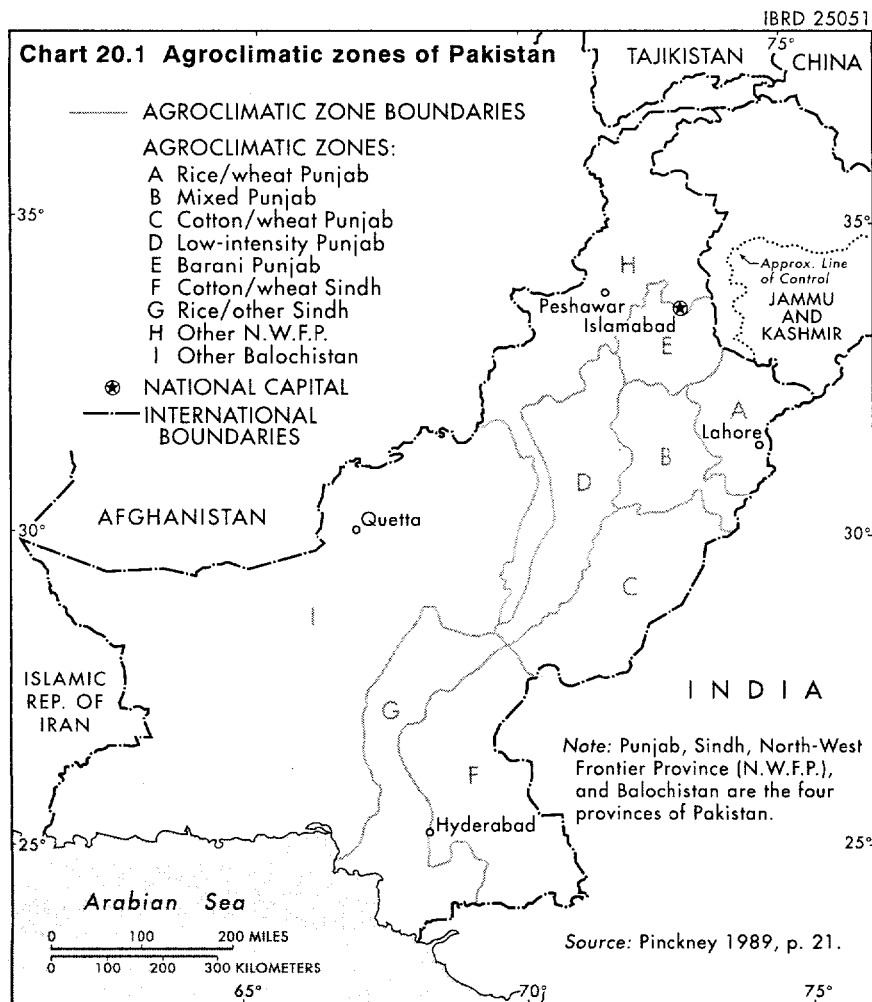 IBRD 25051
Chart 20.1 Agroclimatic zones of Pakistan
75°
TAJIKISTAN
CHINA
AGROCLIMATIC ZONE BOUNDARIES
AGROCLIMATIC ZONES:
A Rice/wheat Punjab
B Mixed Punjab
C Cotton/wheat Punjab
D Low-intensity Punjab
E Barani Punjab
F Cotton/wheat Sindh
G Rice/other Sindh
H Other N.W.F.P.
I Other Balochistan
NATIONAL CAPITAL
INTERNATIONAL
BOUNDARIES
35°
35°
H
Peshawar
Islamabad
E
Approx. Line
of Control
JAMMU
AND
KASHMIR
A
Lahore
B
D
AFGHANISTAN
Quetta
30°
30°
C
I
ISLAMIC
REP. OF
IRAN
INDIA
G
F
Hyderabad
Note: Punjab, Sindh, North-West
Frontier Province (N.W.F.P.),
and Balochistan are the four
provinces of Pakistan.
25°
25°
Arabian Sea
0 100 200 MILES
0 100 200 300 KILOMETERS
Source: Pinckney 1989, p. 21.
65°
70°
75°